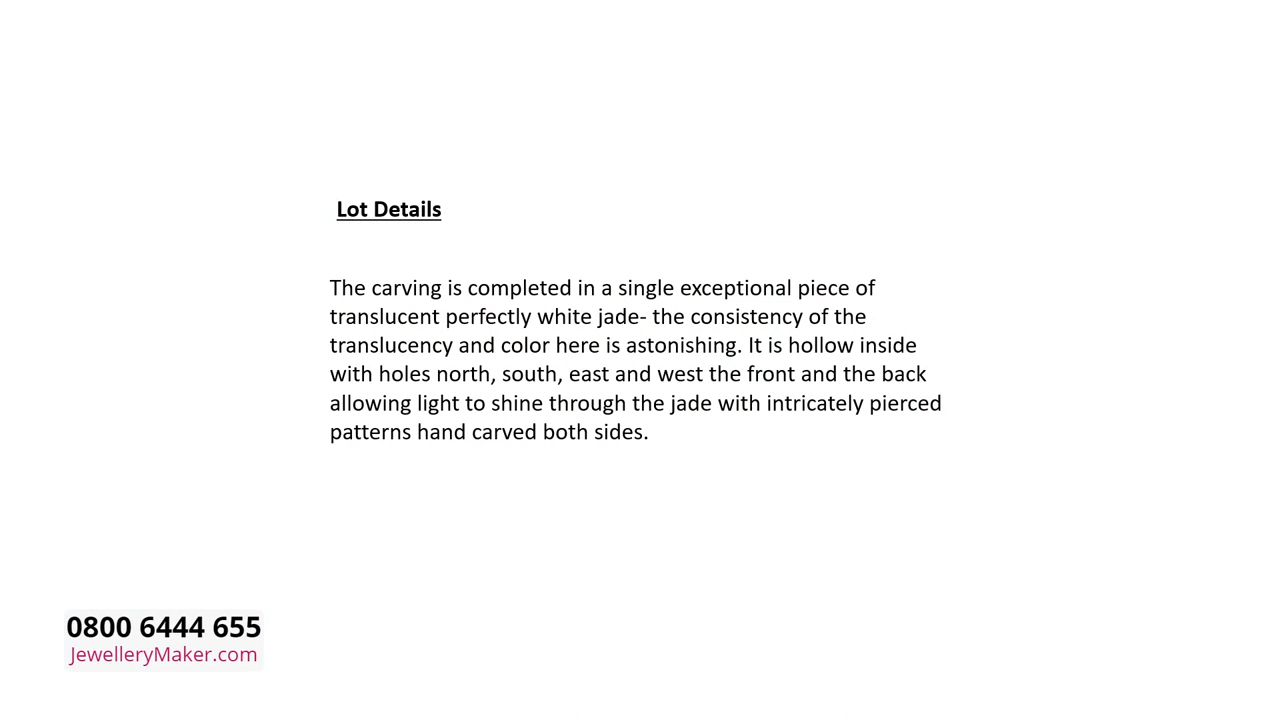 Lot Details
The carving is completed in a single exceptional piece of
translucent perfectly white jade- the consistency of the
translucency and color here is astonishing. It is hollow inside
with holes north, south, east and west the front and the back
allowing light to shine through the jade with intricately pierced
patterns hand carved both sides.
0800 6444 655
JewelleryMaker.com